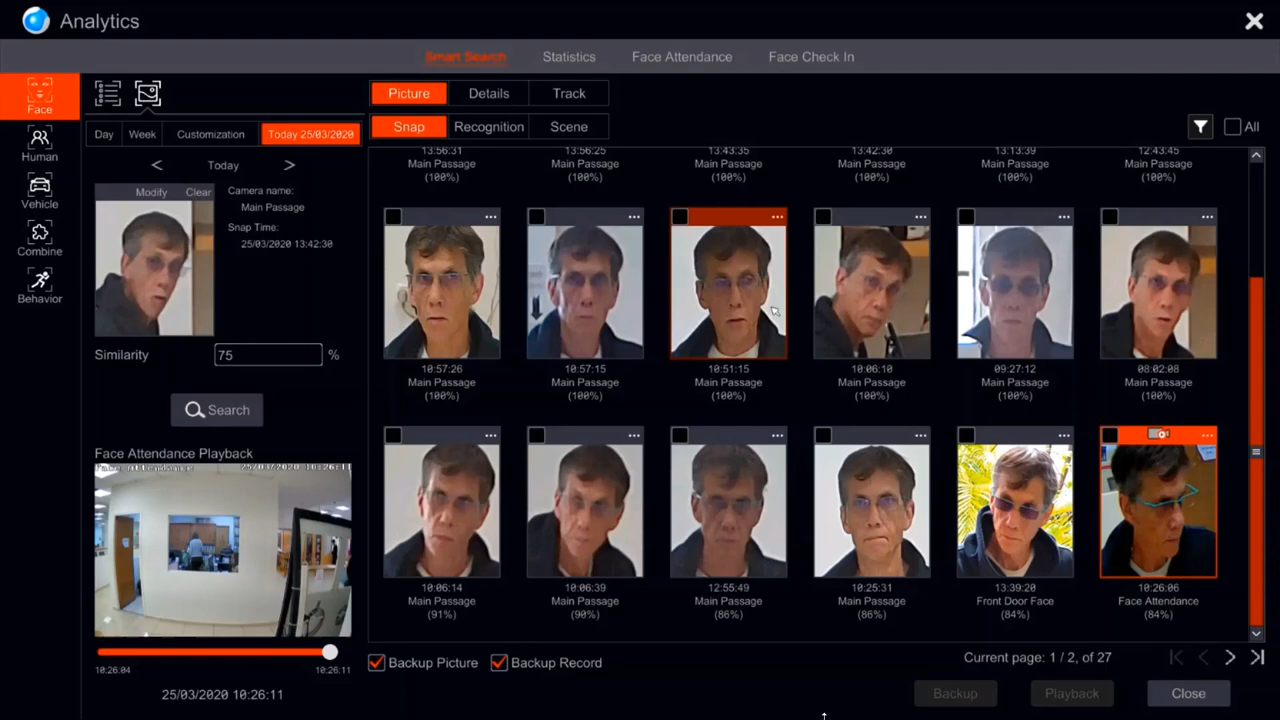 Analytics
Smart Search Statistics Face Attendance Face Check In
Face
Human
Vehicle
Combine
Behavior
Day Week Customization Today 25/03/2020
< Today >
Modify Clear
Camera name:
Main Passage
Snap Time:
25/03/2020 13:42:30
Similarity 75 %
Search
Face Attendance Playback
Face Attendance 25/03/2020 10:26:11
10:26:04 10:26:11
25/03/2020 10:26:11
Picture Details Track
Snap Recognition Scene
All
13:56:31 13:56:25 13:43:35 13:42:30 13:13:39 12:43:45
Main Passage Main Passage Main Passage Main Passage Main Passage Main Passage
(100%) (100%) (100%) (100%) (100%) (100%)
10:57:26 10:57:15 10:51:15 10:06:10 09:27:12 08:02:08
Main Passage Main Passage Main Passage Main Passage Main Passage Main Passage
(100%) (100%) (100%) (100%) (100%) (100%)
10:06:14 10:06:39 12:55:49 10:25:31 13:39:20 10:26:06
Main Passage Main Passage Main Passage Main Passage Front Door Face Face Attendance
(91%) (90%) (86%) (86%) (84%) (84%)
Backup Picture Backup Record
Current page: 1 / 2, of 27
Backup Playback Close